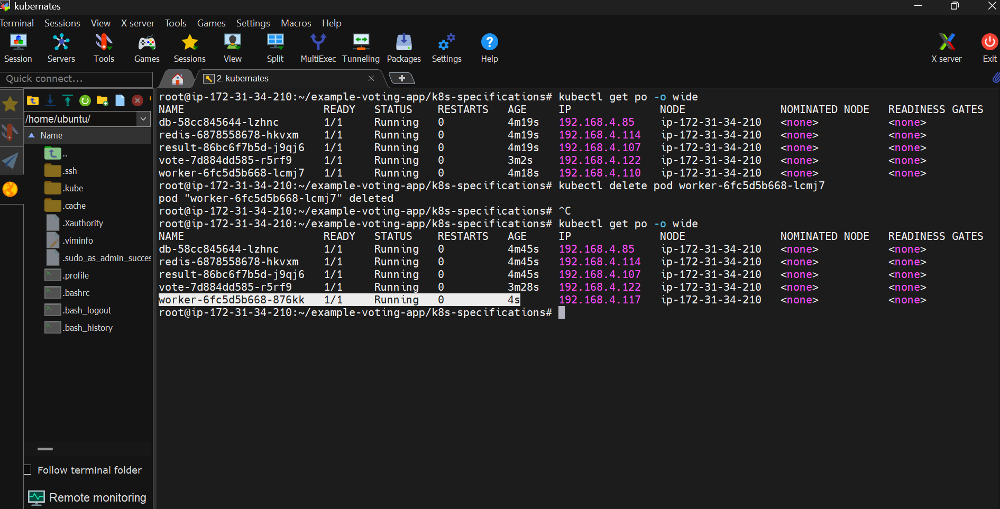 kubernates
Terminal Sessions View X server Tools Games Settings Macros Help
Session Servers Tools Games Sessions View Split MultiExec Tunneling Packages Settings Help X server Exit
Quick connect...
2. kubernates
/home/ubuntu/
Name
..
.ssh
.kube
.cache
.Xauthority
.viminfo
.sudo_as_admin_succes
.profile
.bashrc
.bash_logout
.bash_history
Follow terminal folder
Remote monitoring
root@ip-172-31-34-210:~/example-voting-app/k8s-specifications# kubectl get po -o wide
NAME READY STATUS RESTARTS AGE IP NODE NOMINATED NODE READINESS GATES
db-58cc845644-lzhnc 1/1 Running 0 4m19s 192.168.4.85 ip-172-31-34-210 <none> <none>
redis-6878558678-hkvxm 1/1 Running 0 4m19s 192.168.4.114 ip-172-31-34-210 <none> <none>
result-86bc6f7b5d-j9qj6 1/1 Running 0 4m19s 192.168.4.107 ip-172-31-34-210 <none> <none>
vote-7d884dd585-r5rf9 1/1 Running 0 3m2s 192.168.4.122 ip-172-31-34-210 <none> <none>
worker-6fc5d5b668-lcmj7 1/1 Running 0 4m18s 192.168.4.110 ip-172-31-34-210 <none> <none>
root@ip-172-31-34-210:~/example-voting-app/k8s-specifications# kubectl delete pod worker-6fc5d5b668-lcmj7
pod "worker-6fc5d5b668-lcmj7" deleted
root@ip-172-31-34-210:~/example-voting-app/k8s-specifications# ^C
root@ip-172-31-34-210:~/example-voting-app/k8s-specifications# kubectl get po -o wide
NAME READY STATUS RESTARTS AGE IP NODE NOMINATED NODE READINESS GATES
db-58cc845644-lzhnc 1/1 Running 0 4m45s 192.168.4.85 ip-172-31-34-210 <none> <none>
redis-6878558678-hkvxm 1/1 Running 0 4m45s 192.168.4.114 ip-172-31-34-210 <none> <none>
result-86bc6f7b5d-j9qj6 1/1 Running 0 4m45s 192.168.4.107 ip-172-31-34-210 <none> <none>
vote-7d884dd585-r5rf9 1/1 Running 0 3m28s 192.168.4.122 ip-172-31-34-210 <none> <none>
worker-6fc5d5b668-876kk 1/1 Running 0 4s 192.168.4.117 ip-172-31-34-210 <none> <none>
root@ip-172-31-34-210:~/example-voting-app/k8s-specifications#